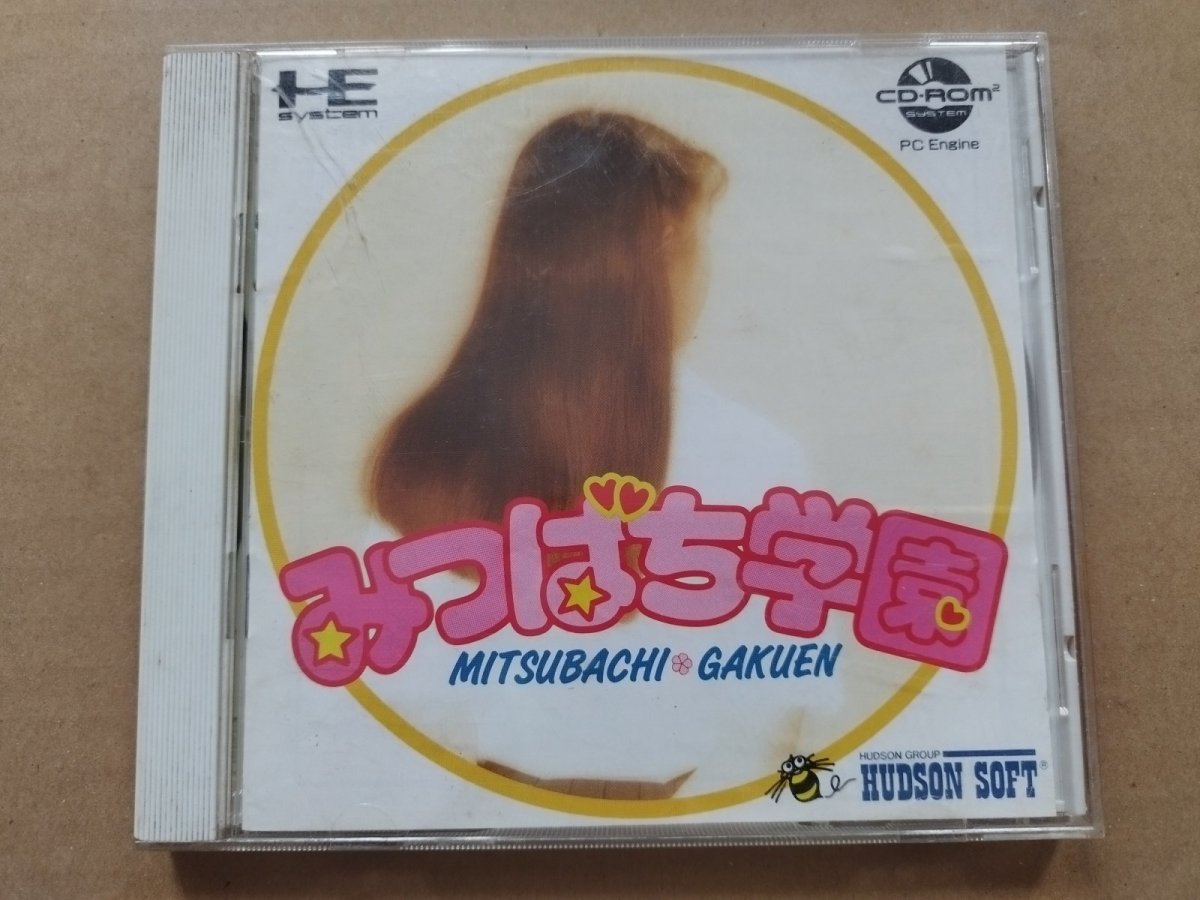 HE
system
CD-ROM²
SYSTEM
PC Engine
みつばち学園
MITSUBACHI GAKUEN
HUDSON GROUP
HUDSON SOFT®